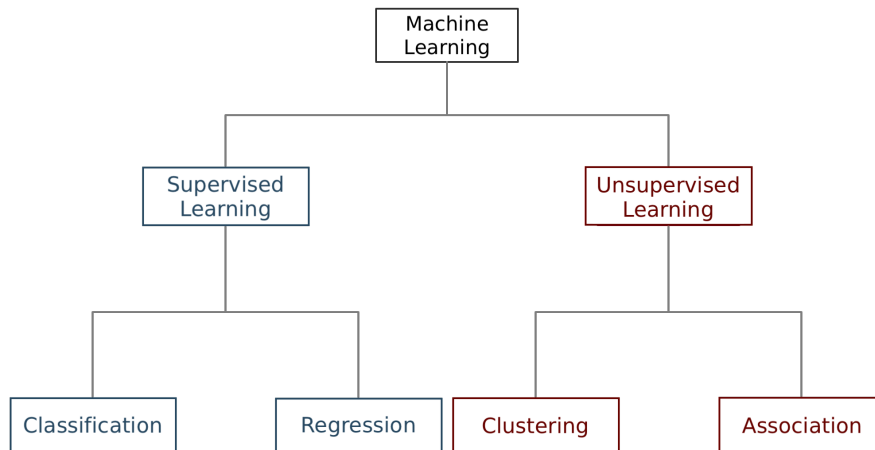 Machine
Learning
Supervised
Learning
Unsupervised
Learning
Classification
Regression
Clustering
Association